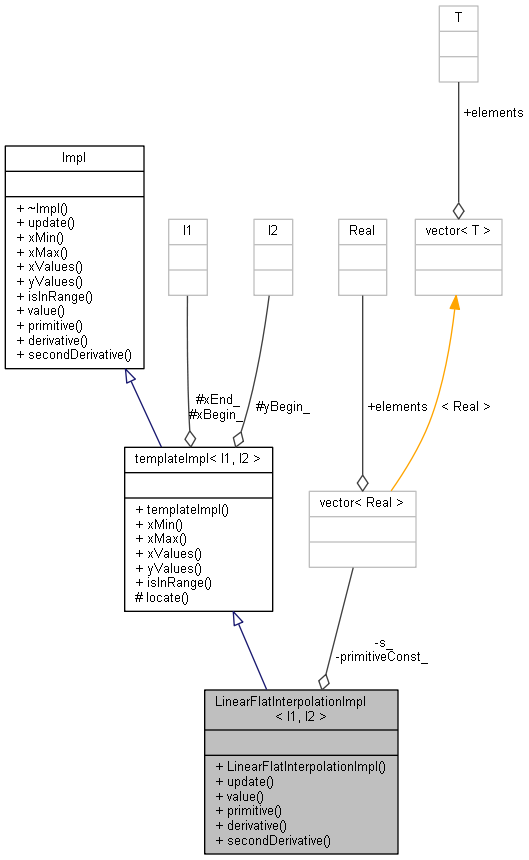 T
+elements
Impl
+ ~Impl()
+ update()
+ xMin()
+ xMax()
+ xValues()
+ yValues()
+ isInRange()
+ value()
+ primitive()
+ derivative()
+ secondDerivative()
I1
I2
Real
vector< T >
#xEnd_
#xBegin_
#yBegin_
+elements
< Real >
templateImpl< I1, I2 >
+ templateImpl()
+ xMin()
+ xMax()
+ xValues()
+ yValues()
+ isInRange()
# locate()
vector< Real >
-s_
-primitiveConst_
LinearFlatInterpolationImpl
< I1, I2 >
+ LinearFlatInterpolationImpl()
+ update()
+ value()
+ primitive()
+ derivative()
+ secondDerivative()